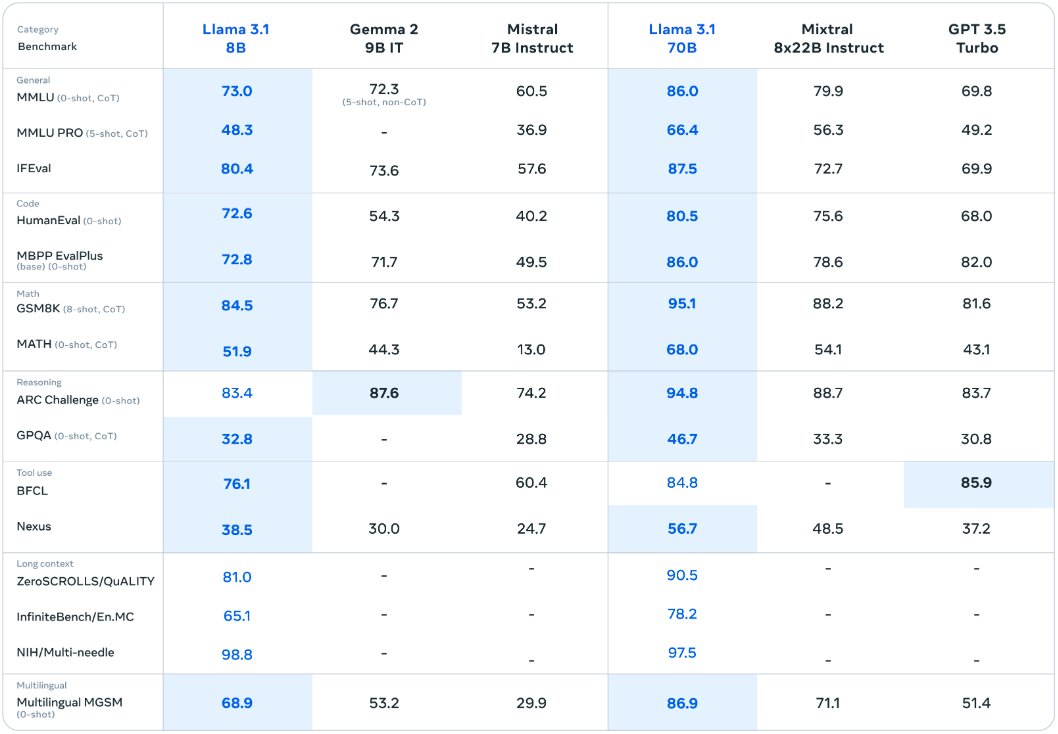 Category
Benchmark
Llama 3.1
8B
Gemma 2
9B IT
Mistral
7B Instruct
Llama 3.1
70B
Mixtral
8x22B Instruct
GPT 3.5
Turbo
General
MMLU (0-shot, CoT) 73.0 72.3 60.5 86.0 79.9 69.8
(5-shot, non-CoT)
MMLU PRO (5-shot, CoT) 48.3 - 36.9 66.4 56.3 49.2
IFEval 80.4 73.6 57.6 87.5 72.7 69.9
Code
HumanEval (0-shot) 72.6 54.3 40.2 80.5 75.6 68.0
MBPP EvalPlus 72.8 71.7 49.5 86.0 78.6 82.0
(base) (0-shot)
Math
GSM8K (8-shot, CoT) 84.5 76.7 53.2 95.1 88.2 81.6
MATH (0-shot, CoT) 51.9 44.3 13.0 68.0 54.1 43.1
Reasoning
ARC Challenge (0-shot) 83.4 87.6 74.2 94.8 88.7 83.7
GPQA (0-shot, CoT) 32.8 - 28.8 46.7 33.3 30.8
Tool use
BFCL 76.1 - 60.4 84.8 - 85.9
Nexus 38.5 30.0 24.7 56.7 48.5 37.2
Long context
ZeroSCROLLS/QuALITY 81.0 - - 90.5 - -
InfiniteBench/En.MC 65.1 - - 78.2 - -
NIH/Multi-needle 98.8 - - 97.5 - -
Multilingual
Multilingual MGSM 68.9 53.2 29.9 86.9 71.1 51.4
(0-shot)